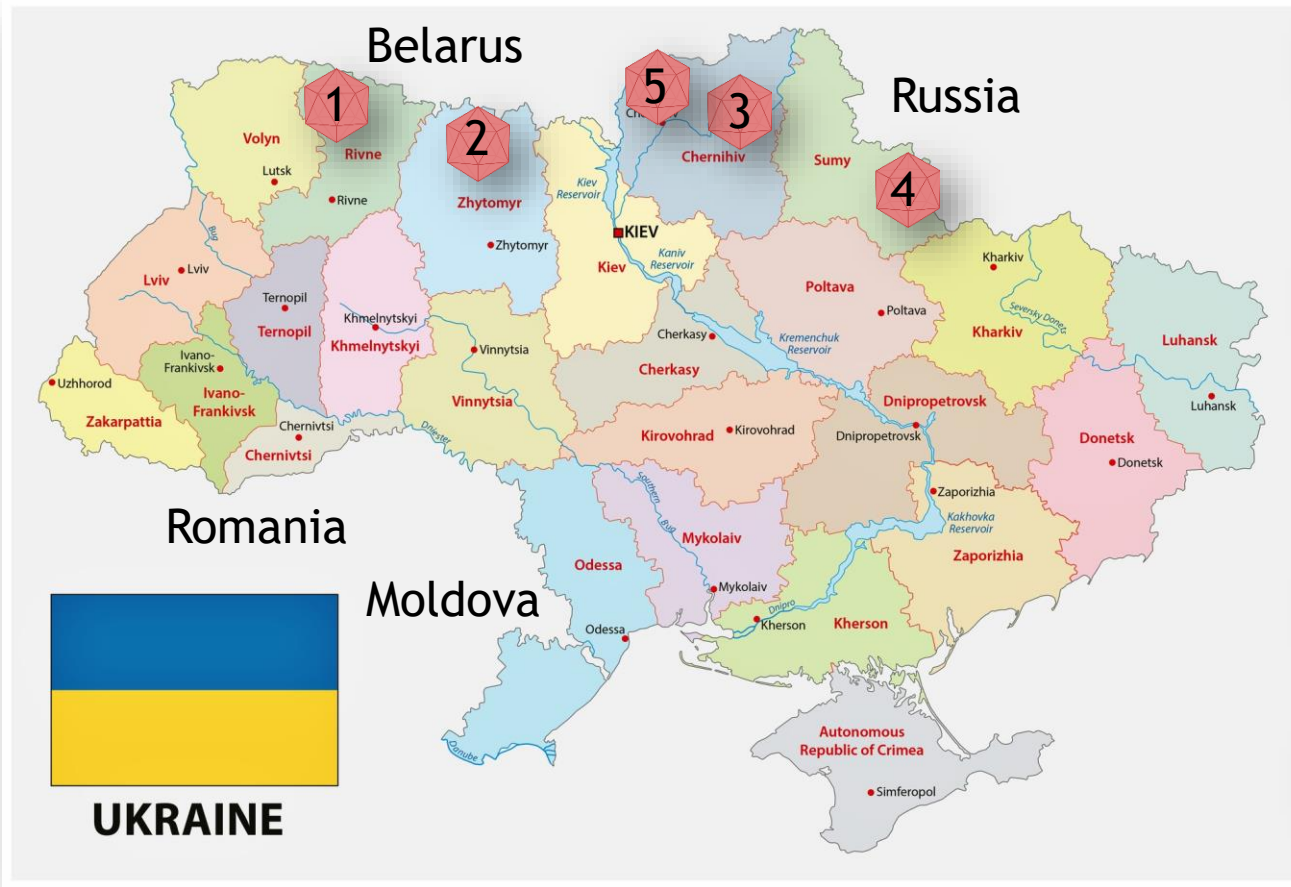 Belarus
Russia
1
2
5
3
4
Volyn
Lutsk
Rivne
Rivne
Zhytomyr
Zhytomyr
Kiev
Reservoir
KIEV
Kiev
Kaniv
Reservoir
Chernihiv
Sumy
Bug
Lviv
Lviv
Ternopil
Ternopil
Khmelnytskyi
Khmelnytskyi
Vinnytsia
Vinnytsia
Cherkasy
Cherkasy
Poltava
Poltava
Kremenchuk
Reservoir
Kharkiv
Kharkiv
Seversky Donets
Luhansk
Luhansk
Uzhhorod
Zakarpattia
Ivano-
Frankivsk
Ivano-
Frankivsk
Chernivtsi
Chernivtsi
Dniester
Kirovohrad
Kirovohrad
Dnipropetrovsk
Dnipropetrovsk
Donetsk
Donetsk
Romania
Southern
Bug
Zaporizhia
Kakhovka
Reservoir
Zaporizhia
Mykolaiv
Mykolaiv
Odessa
Odessa
Moldova
Dnipro
Kherson
Kherson
Danube
Autonomous
Republic of Crimea
Simferopol
UKRAINE